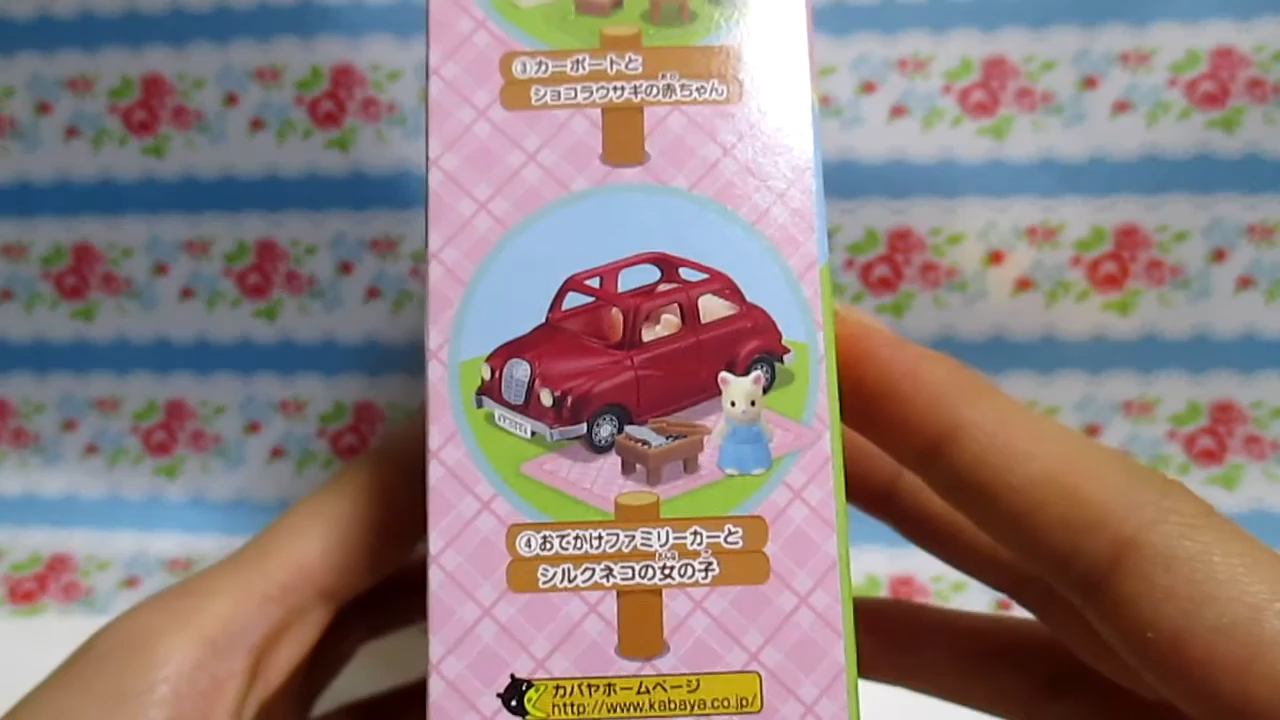 ③カーポートと
ショコラウサギの赤ちゃん
④おでかけファミリーカーと
シルクネコの女の子
カバヤホームページ
http://www.kabaya.co.jp/